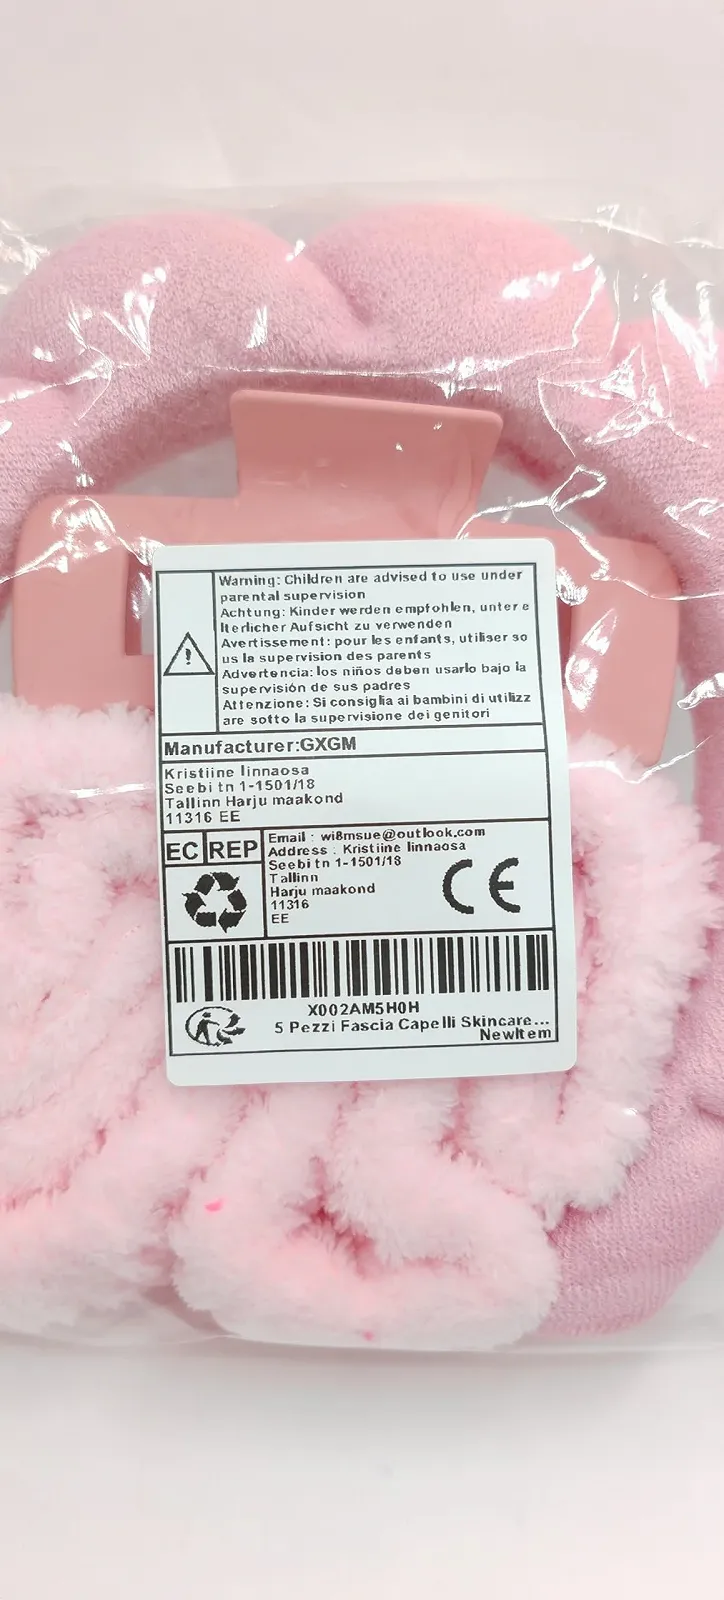 Warning: Children are advised to use under
parental supervision
Achtung: Kinder werden empfohlen, unter e
lterlicher Aufsicht zu verwenden
Avertissement: pour les enfants, utiliser so
us la supervision des parents
Advertencia: los niños deben usarlo bajo la
supervisión de sus padres
Attenzione: Si consiglia ai bambini di utilizz
are sotto la supervisione dei genitori
Manufacturer:GXGM
Kristiine linnaosa
Seebi tn 1-1501/18
Tallinn Harju maakond
11316 EE
EC REP
Email : wi8msue@outlook.com
Address : Kristiine linnaosa
Seebi tn 1-1501/18
Tallinn
Harju maakond
11316
EE
CE
X002AM5H0H
5 Pezzi Fascia Capelli Skincare...
NewItem